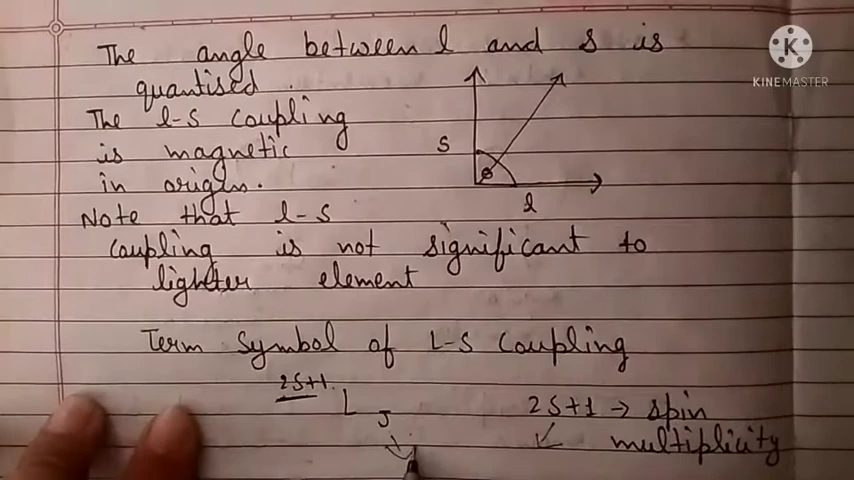 The angle between l and s is
quantised.
The l-s coupling
is magnetic
in origin.
Note that l-s
coupling is not significant to
lighter element
S
θ
l
Term symbol of L-S coupling
2S+1
L
J
2S+1 → spin
multiplicity
K
KINEMASTER